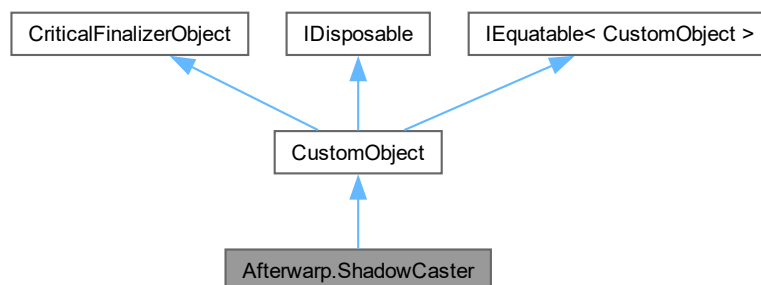 CriticalFinalizerObject
IDisposable
IEquatable< CustomObject >
CustomObject
Afterwarp.ShadowCaster